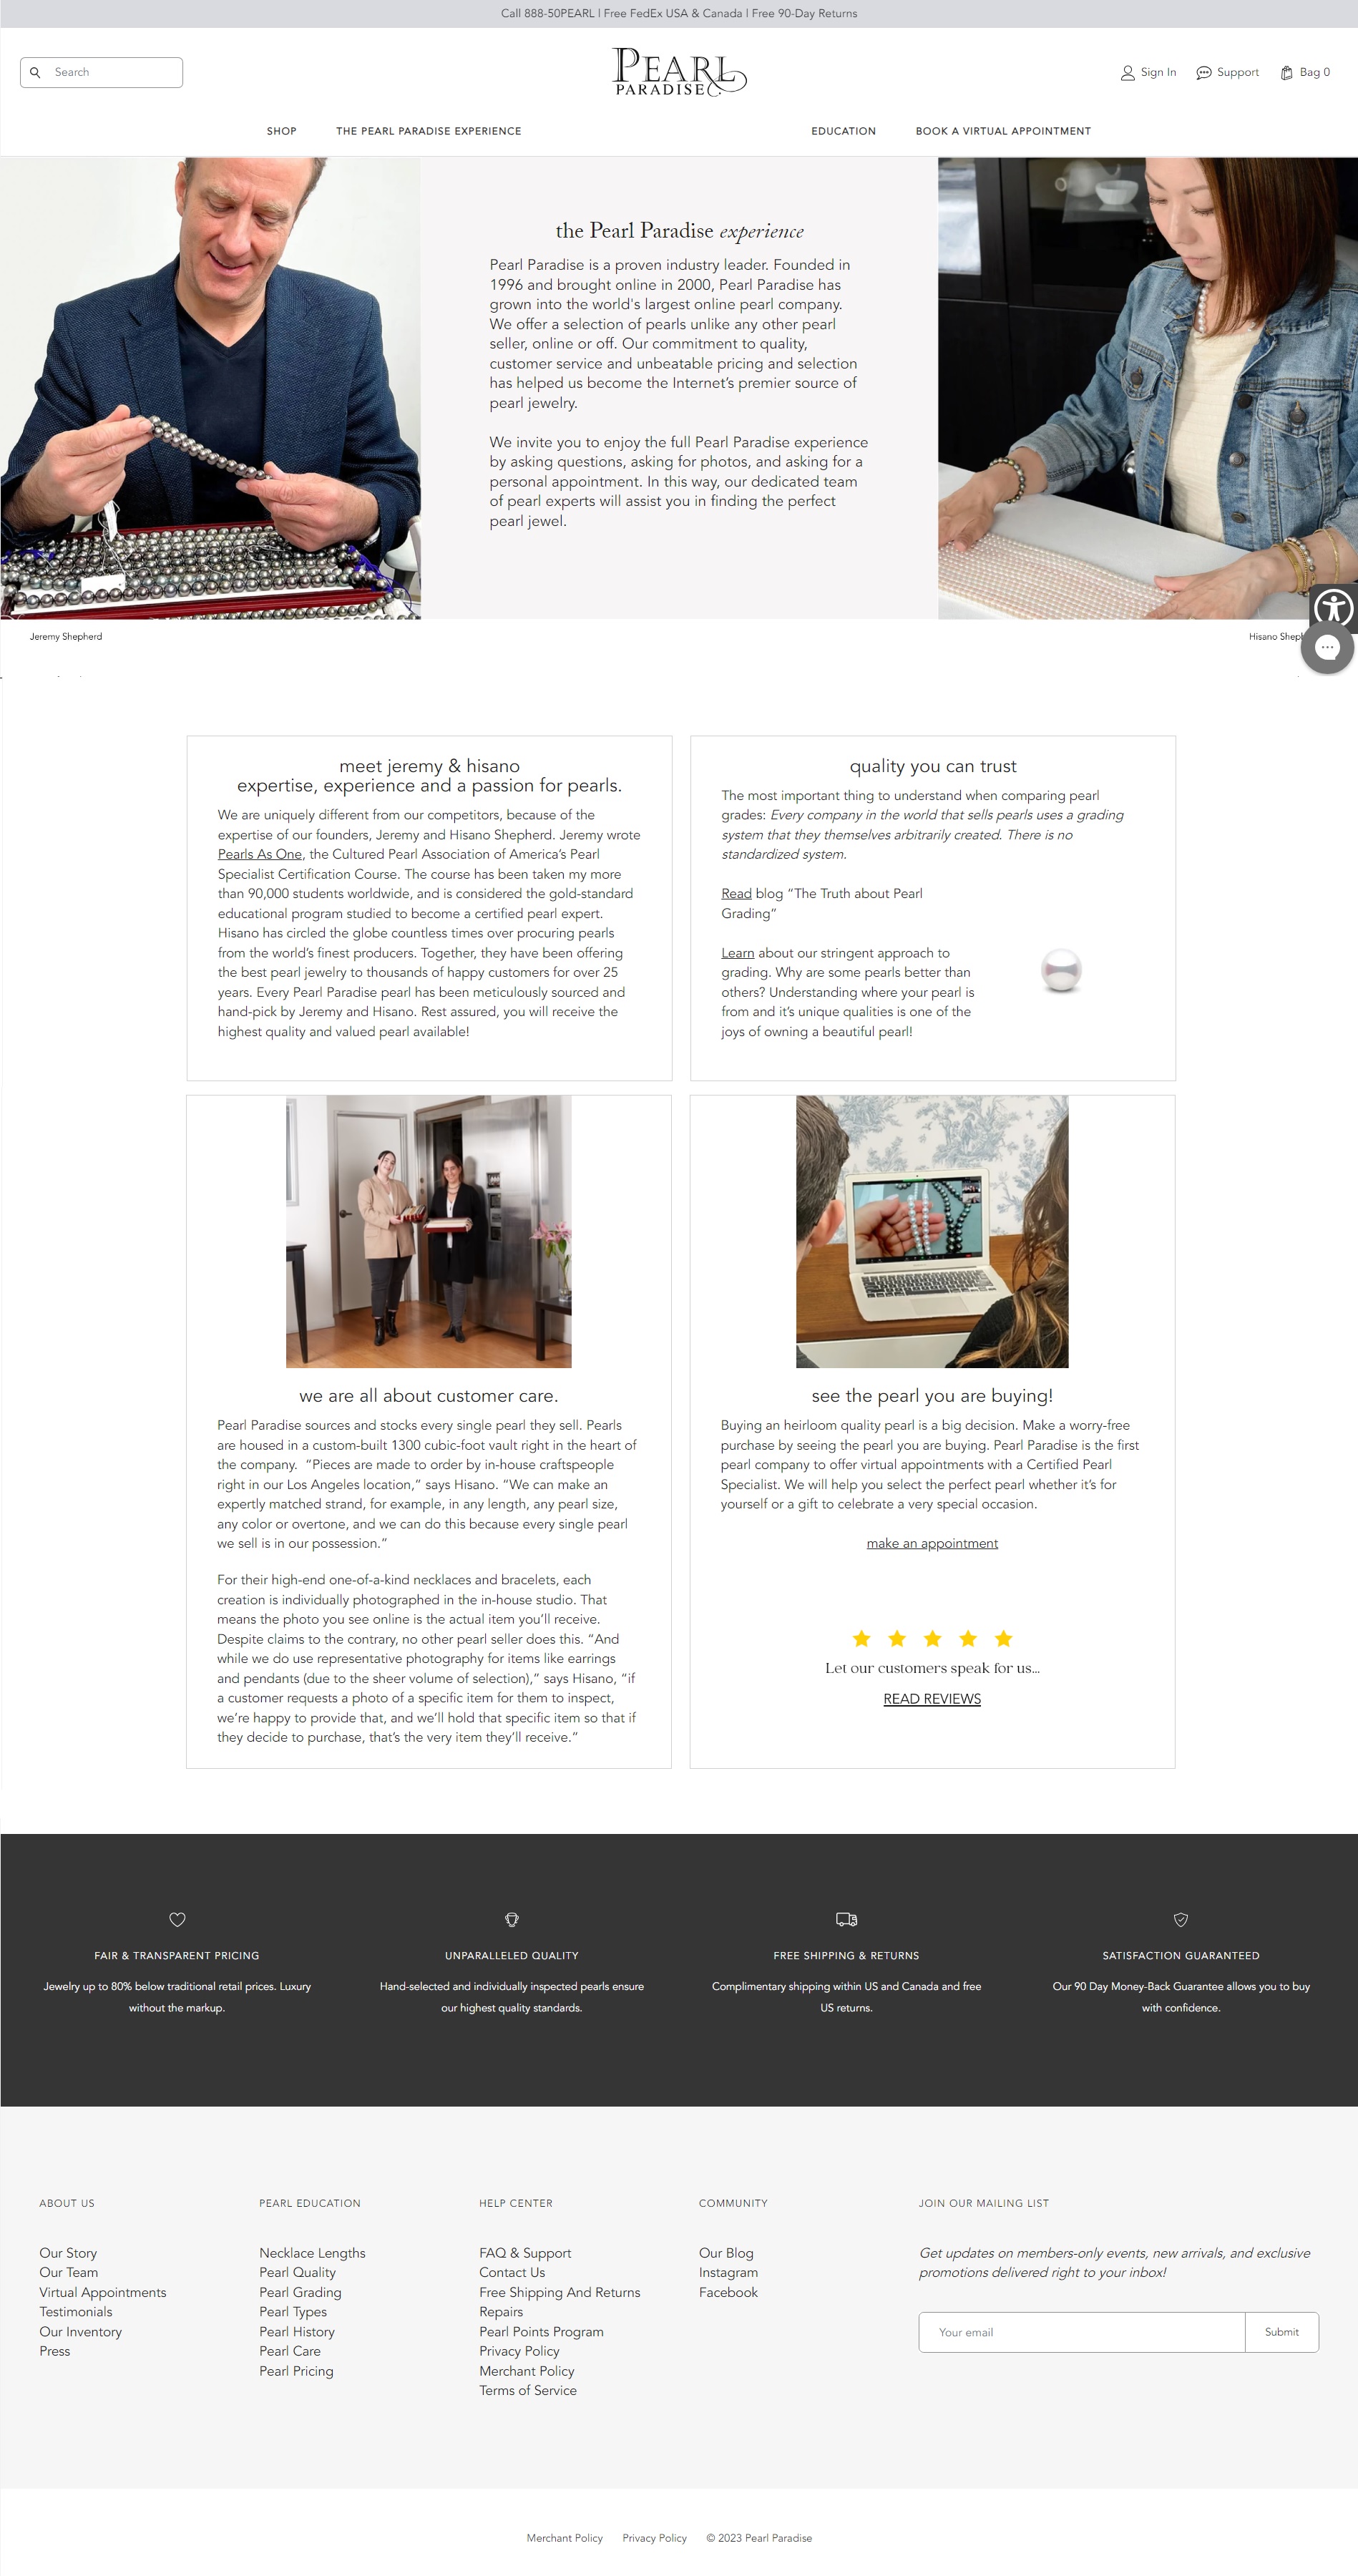 Call 888-50PEARL | Free FedEx USA & Canada | Free 90-Day Returns
Search
PEARL
PARADISE
Sign In
Support
Bag 0
SHOP
THE PEARL PARADISE EXPERIENCE
EDUCATION
BOOK A VIRTUAL APPOINTMENT
the Pearl Paradise experience
Pearl Paradise is a proven industry leader. Founded in
1996 and brought online in 2000, Pearl Paradise has
grown into the world's largest online pearl company.
We offer a selection of pearls unlike any other pearl
seller, online or off. Our commitment to quality,
customer service and unbeatable pricing and selection
has helped us become the Internet's premier source of
pearl jewelry.
We invite you to enjoy the full Pearl Paradise experience
by asking questions, asking for photos, and asking for a
personal appointment. In this way, our dedicated team
of pearl experts will assist you in finding the perfect
pearl jewel.
Jeremy Shepherd
Hisano
meet jeremy & hisano
expertise, experience and a passion for pearls.
We are uniquely different from our competitors, because of the
expertise of our founders, Jeremy and Hisano Shepherd. Jeremy wrote
Pearls As One, the Cultured Pearl Association of America's Pearl
Specialist Certification Course. The course has been taken my more
than 90,000 students worldwide, and is considered the gold-standard
educational program studied to become a certified pearl expert.
Hisano has circled the globe countless times over procuring pearls
from the world's finest producers. Together, they have been offering
the best pearl jewelry to thousands of happy customers for over 25
years. Every Pearl Paradise pearl has been meticulously sourced and
hand-pick by Jeremy and Hisano. Rest assured, you will receive the
highest quality and valued pearl available!
quality you can trust
The most important thing to understand when comparing pearl
grades: Every company in the world that sells pearls uses a grading
system that they themselves arbitrarily created. There is no
standardized system.
Read blog "The Truth about Pearl
Grading"
Learn about our stringent approach to
grading. Why are some pearls better than
others? Understanding where your pearl is
from and it's unique qualities is one of the
joys of owning a beautiful pearl!
we are all about customer care.
Pearl Paradise sources and stocks every single pearl they sell. Pearls
are housed in a custom-built 1300 cubic-foot vault right in the heart of
the company. "Pieces are made to order by in-house craftspeople
right in our Los Angeles location," says Hisano. "We can make an
expertly matched strand, for example, in any length, any pearl size,
any color or overtone, and we can do this because every single pearl
we sell is in our possession."
For their high-end one-of-a-kind necklaces and bracelets, each
creation is individually photographed in the in-house studio. That
means the photo you see online is the actual item you'll receive.
Despite claims to the contrary, no other pearl seller does this. "And
while we do use representative photography for items like earrings
and pendants (due to the sheer volume of selection)," says Hisano, "if
a customer requests a photo of a specific item for them to inspect,
we're happy to provide that, and we'll hold that specific item so that if
they decide to purchase, that's the very item they'll receive."
see the pearl you are buying!
Buying an heirloom quality pearl is a big decision. Make a worry-free
purchase by seeing the pearl you are buying. Pearl Paradise is the first
pearl company to offer virtual appointments with a Certified Pearl
Specialist. We will help you select the perfect pearl whether it's for
yourself or a gift to celebrate a very special occasion.
make an appointment
Let our customers speak for us...
READ REVIEWS
FAIR & TRANSPARENT PRICING
Jewelry up to 80% below traditional retail prices. Luxury
without the markup.
UNPARALLELED QUALITY
Hand-selected and individually inspected pearls ensure
our highest quality standards.
FREE SHIPPING & RETURNS
Complimentary shipping within US and Canada and free
US returns.
SATISFACTION GUARANTEED
Our 90 Day Money-Back Guarantee allows you to buy
with confidence.
ABOUT US
Our Story
Our Team
Virtual Appointments
Testimonials
Our Inventory
Press
PEARL EDUCATION
Necklace Lengths
Pearl Quality
Pearl Grading
Pearl Types
Pearl History
Pearl Care
Pearl Pricing
HELP CENTER
FAQ & Support
Contact Us
Free Shipping And Returns
Repairs
Pearl Points Program
Privacy Policy
Merchant Policy
Terms of Service
COMMUNITY
Our Blog
Instagram
Facebook
JOIN OUR MAILING LIST
Get updates on members-only events, new arrivals, and exclusive
promotions delivered right to your inbox!
Your email
Submit
Merchant Policy
Privacy Policy
© 2023 Pearl Paradise